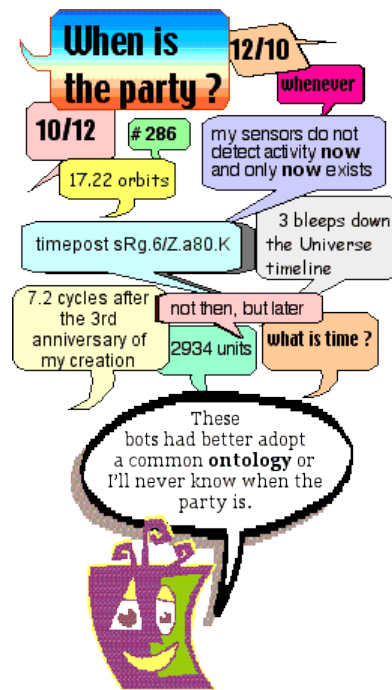 When is
the party ?
12/10
whenever
10/12
# 286
my sensors do not
detect activity now
and only now exists
17.22 orbits
timepost sRg.6/Z.a80.K
3 bleeps down
the Universe
timeline
7.2 cycles after
the 3rd
anniversary of
my creation
not then, but later
2934 units
what is time ?
These
bots had better adopt
a common ontology or
I'll never know when the
party is.